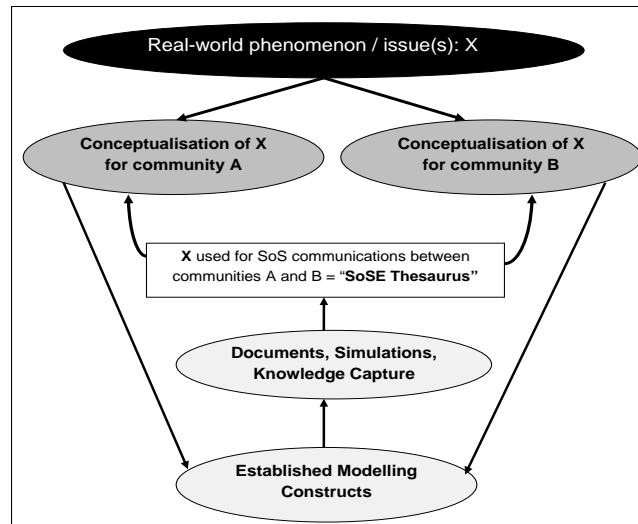 Real-world phenomenon / issue(s): X
Conceptualisation of X
for community A
Conceptualisation of X
for community B
X used for SoS communications between
communities A and B = “SoSE Thesaurus”
Documents, Simulations,
Knowledge Capture
Established Modelling
Constructs